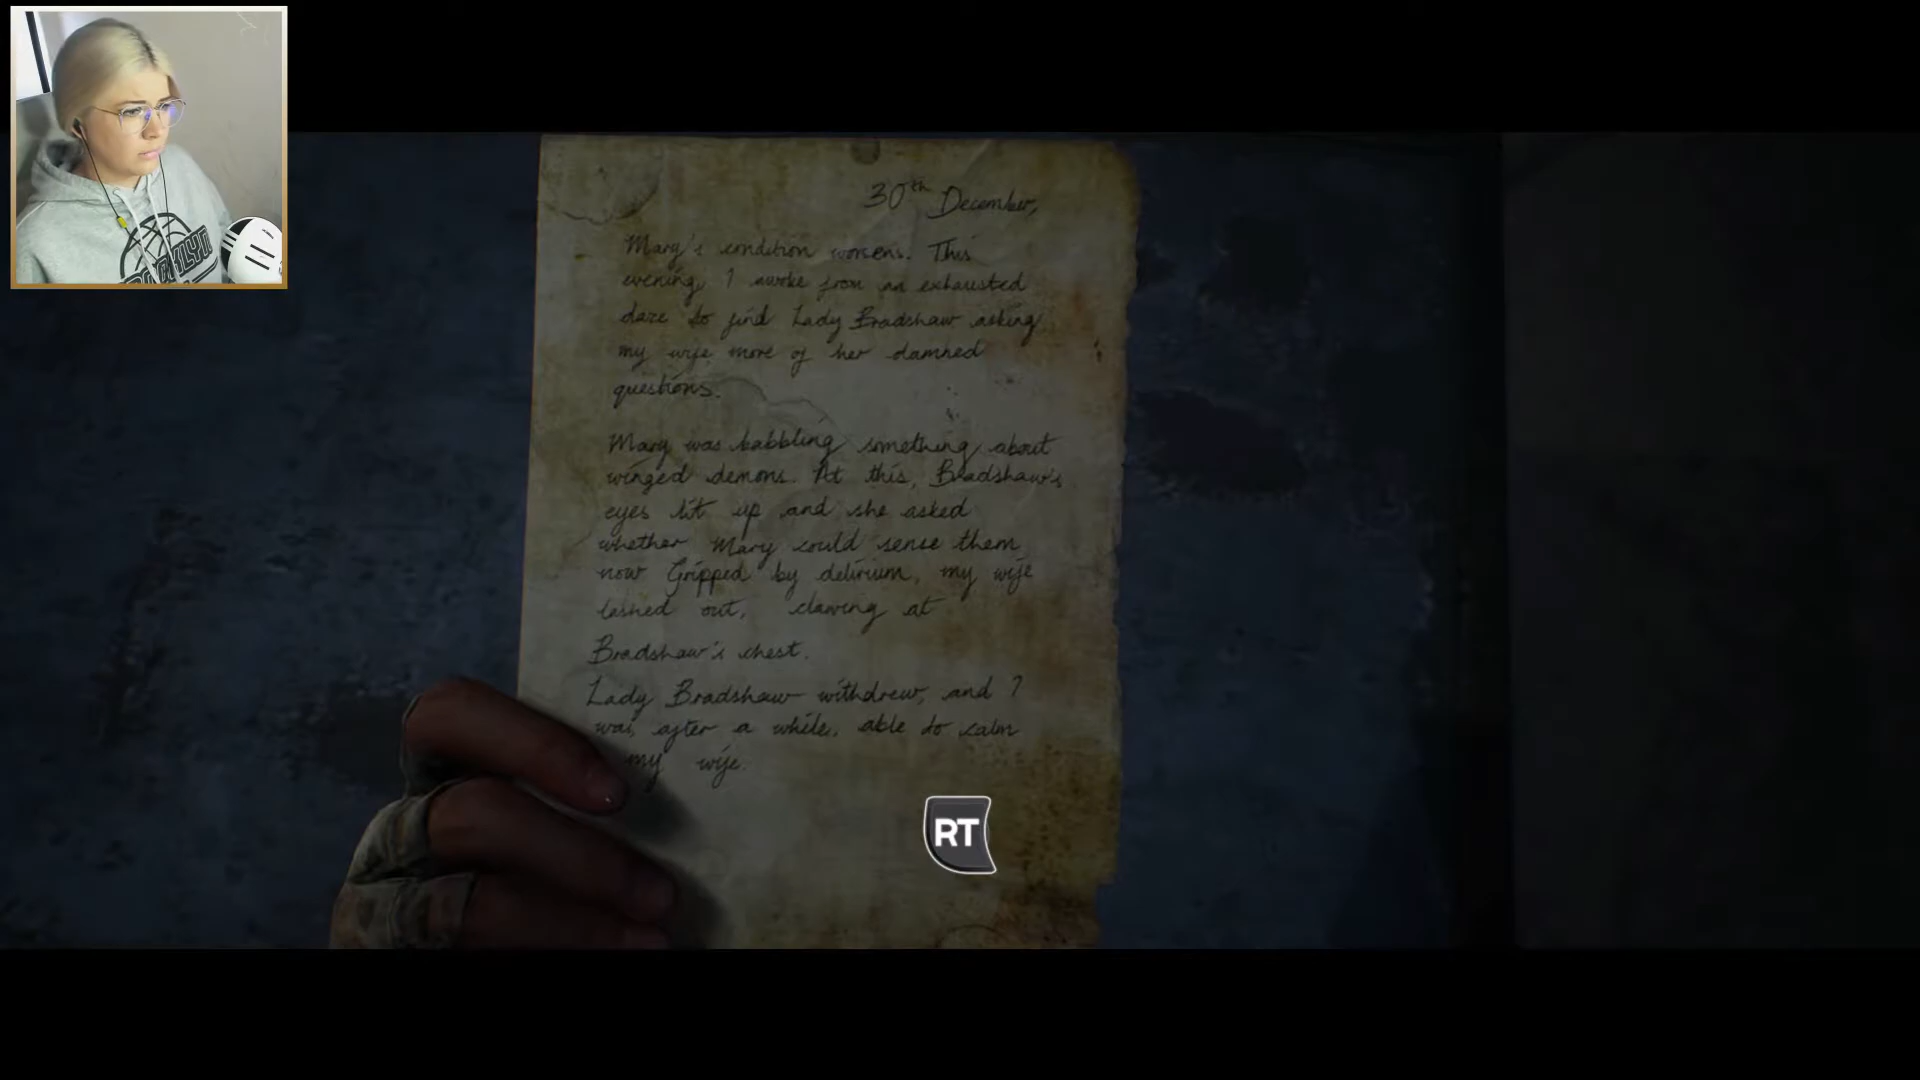 30th December,
Mary's condition worsens. This
evening, I awoke from an exhausted
daze to find Lady Bradshaw asking
my wife more of her damned
questions.
Mary was babbling something about
winged demons. At this, Bradshaw's
eyes lit up and she asked
whether Mary could sense them
now Gripped by delirium, my wife
lashed out, clawing at
Bradshaw's chest.
Lady Bradshaw withdrew, and I
was, after a while, able to calm
my wife.
RT